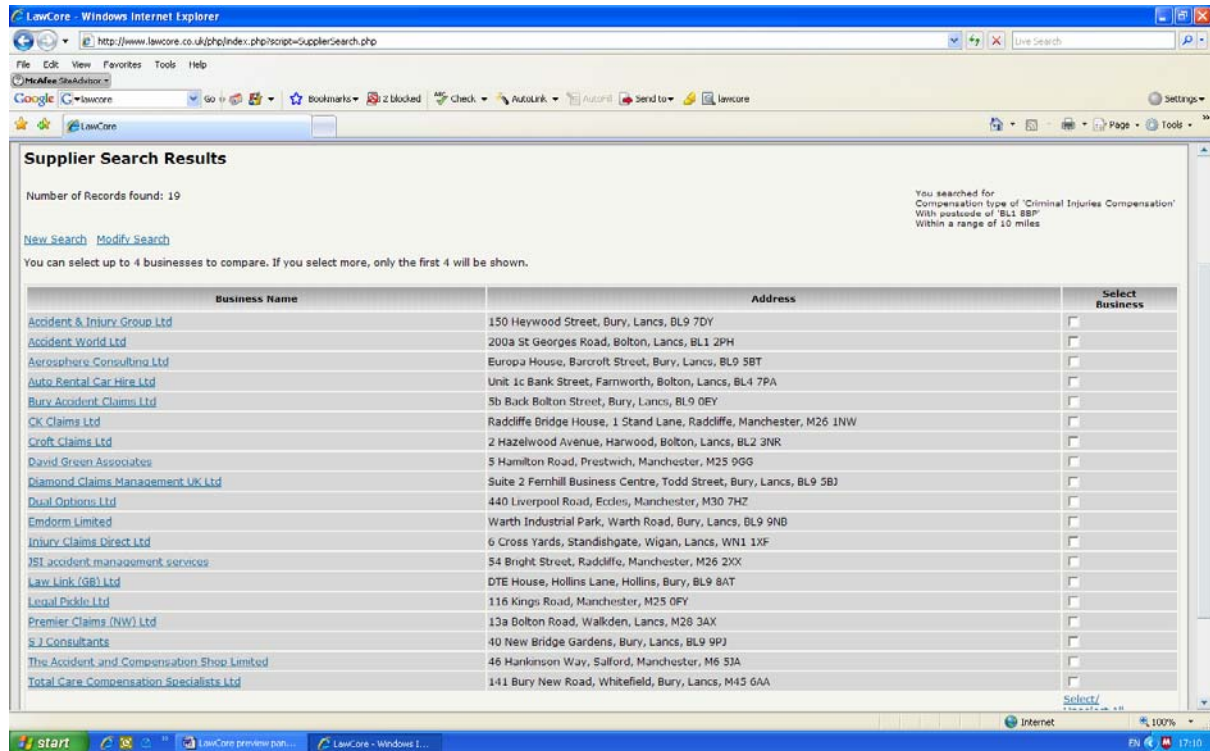 LawCore - Windows Internet Explorer
http://www.lawcore.co.uk/php/index.php?script=SupplierSearch.php
Live Search
File Edit View Favorites Tools Help
McAfee SiteAdvisor
Google lawcore Go Bookmarks 2 blocked Check AutoLink AutoFill Send to lawcore Settings
LawCore Page Tools
Supplier Search Results
Number of Records found: 19
You searched for
Compensation type of 'Criminal Injuries Compensation'
With postcode of 'BL1 8BP'
Within a range of 10 miles
New Search Modify Search
You can select up to 4 businesses to compare. If you select more, only the first 4 will be shown.
Business Name Address Select
Business
Accident & Injury Group Ltd 150 Heywood Street, Bury, Lancs, BL9 7DY
Accident World Ltd 200a St Georges Road, Bolton, Lancs, BL1 2PH
Aerosphere Consulting Ltd Europa House, Barcroft Street, Bury, Lancs, BL9 5BT
Auto Rental Car Hire Ltd Unit 1c Bank Street, Farnworth, Bolton, Lancs, BL4 7PA
Bury Accident Claims Ltd 5b Back Bolton Street, Bury, Lancs, BL9 0EY
CK Claims Ltd Radcliffe Bridge House, 1 Stand Lane, Radcliffe, Manchester, M26 1NW
Croft Claims Ltd 2 Hazelwood Avenue, Harwood, Bolton, Lancs, BL2 3NR
David Green Associates 5 Hamilton Road, Prestwich, Manchester, M25 9GG
Diamond Claims Management UK Ltd Suite 2 Fernhill Business Centre, Todd Street, Bury, Lancs, BL9 5BJ
Dual Options Ltd 440 Liverpool Road, Eccles, Manchester, M30 7HZ
Emdorm Limited Warth Industrial Park, Warth Road, Bury, Lancs, BL9 9NB
Injury Claims Direct Ltd 6 Cross Yards, Standishgate, Wigan, Lancs, WN1 1XF
JSI accident management services 54 Bright Street, Radcliffe, Manchester, M26 2XX
Law Link (GB) Ltd DTE House, Hollins Lane, Hollins, Bury, BL9 8AT
Legal Pickle Ltd 116 Kings Road, Manchester, M25 0FY
Premier Claims (NW) Ltd 13a Bolton Road, Walkden, Lancs, M28 3AX
S J Consultants 40 New Bridge Gardens, Bury, Lancs, BL9 9PJ
The Accident and Compensation Shop Limited 46 Hankinson Way, Salford, Manchester, M6 5JA
Total Care Compensation Specialists Ltd 141 Bury New Road, Whitefield, Bury, Lancs, M45 6AA
Select/
Internet 100%
start LawCore preview pan... LawCore - Windows I... EN 17:10